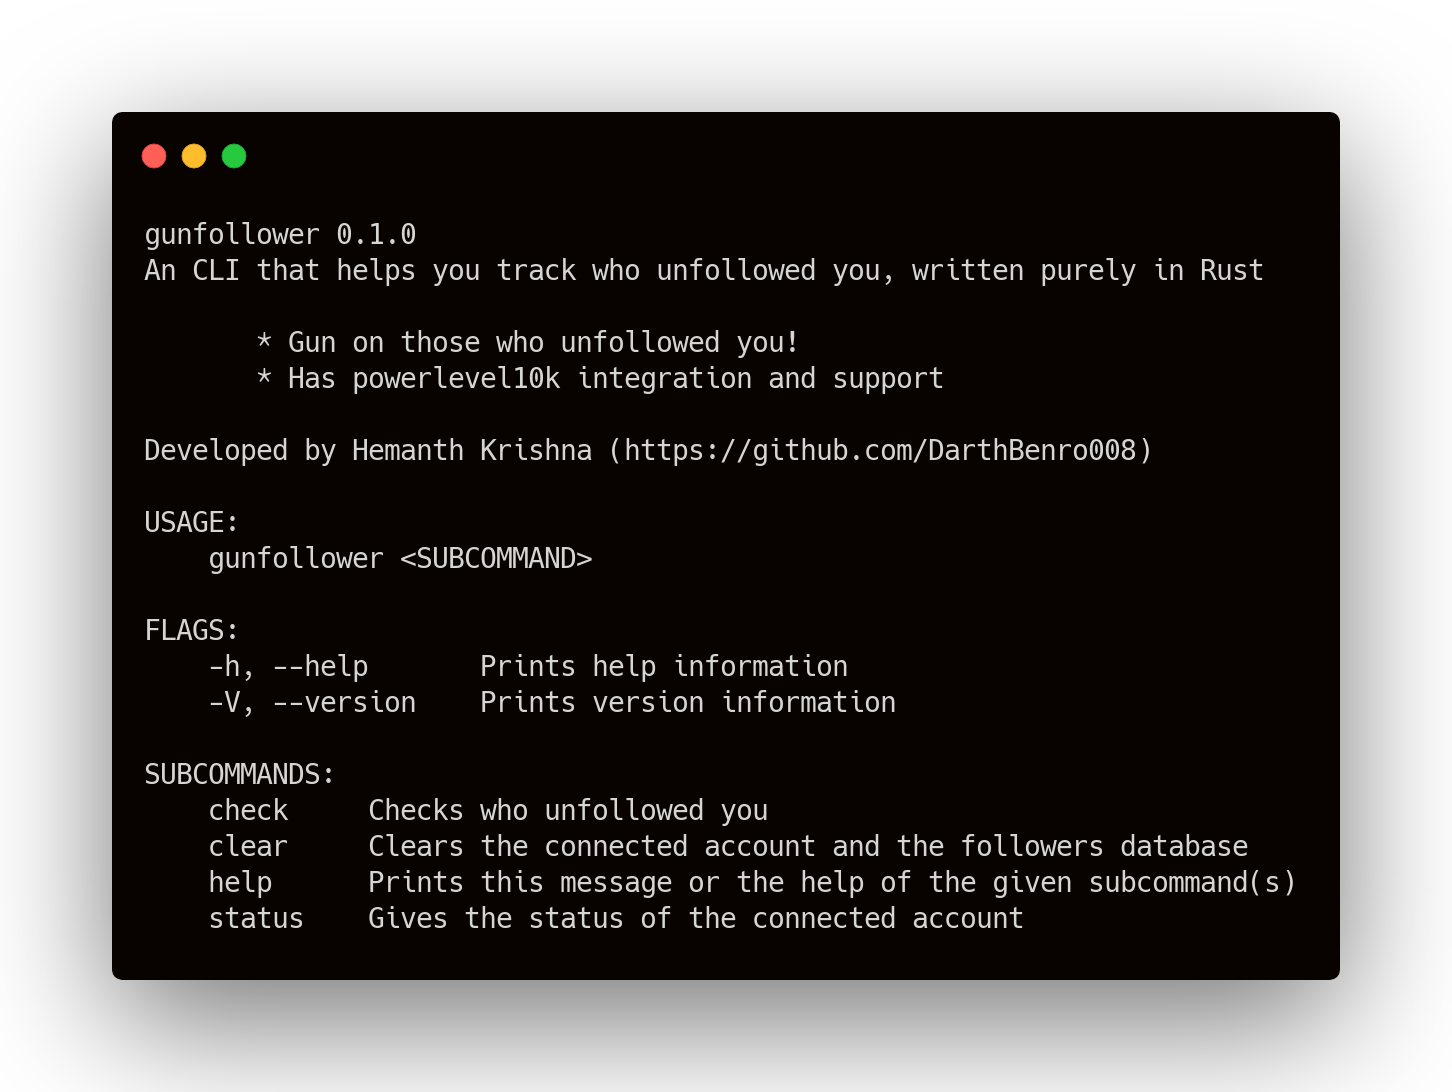 gunfollower 0.1.0
An CLI that helps you track who unfollowed you, written purely in Rust
* Gun on those who unfollowed you!
* Has powerlevel10k integration and support
Developed by Hemanth Krishna (https://github.com/DarthBenro008)
USAGE:
gunfollower <SUBCOMMAND>
FLAGS:
-h, --help       Prints help information
-V, --version    Prints version information
SUBCOMMANDS:
check     Checks who unfollowed you
clear     Clears the connected account and the followers database
help      Prints this message or the help of the given subcommand(s)
status    Gives the status of the connected account